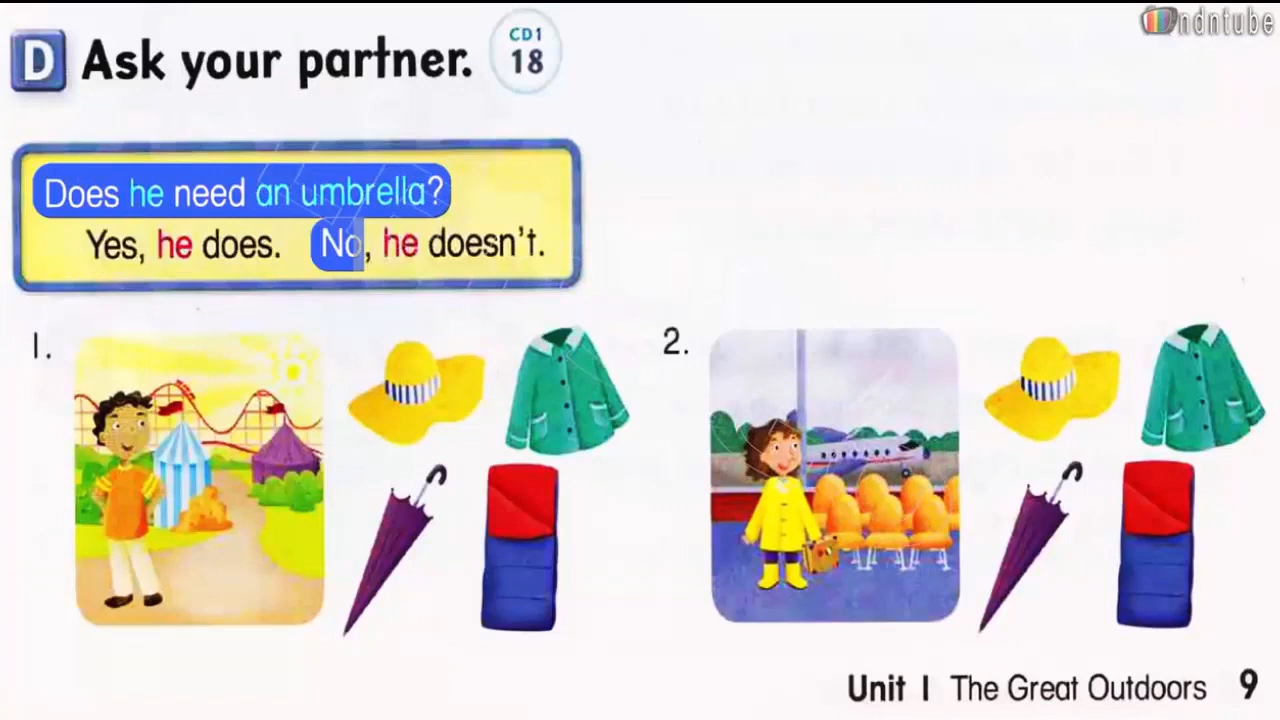 ndntube
D Ask your partner. CD1 18
Does he need an umbrella?
Yes, he does. No, he doesn't.
1.
2.
Unit 1 The Great Outdoors 9